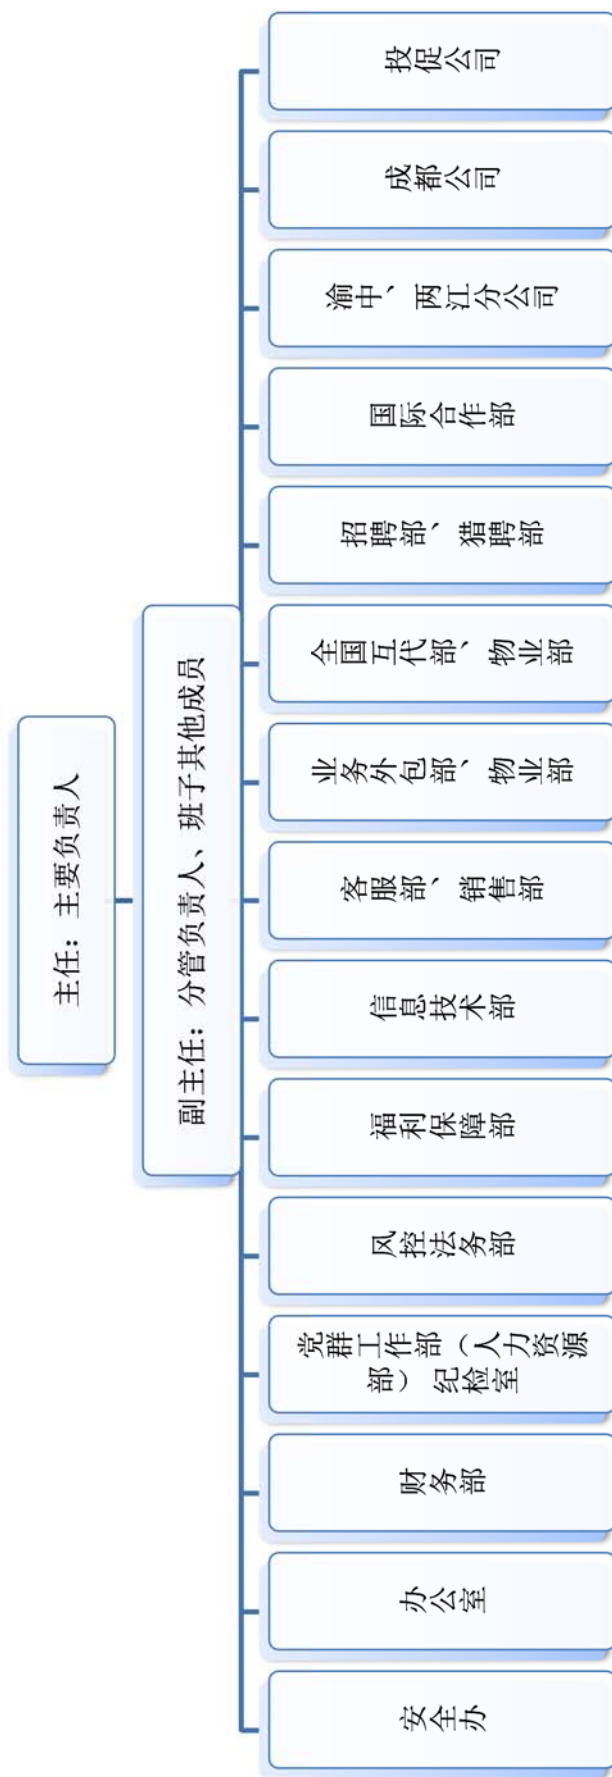 主任：主要负责人
副主任：分管负责人、班子其他成员
安全办
办公室
财务部
党群工作部（人力资源
部） 纪检室
风控法务部
福利保障部
信息技术部
客服部、销售部
业务外包部、物业部
全国互代部、物业部
招聘部、猎聘部
国际合作部
渝中、两江分公司
成都公司
投促公司